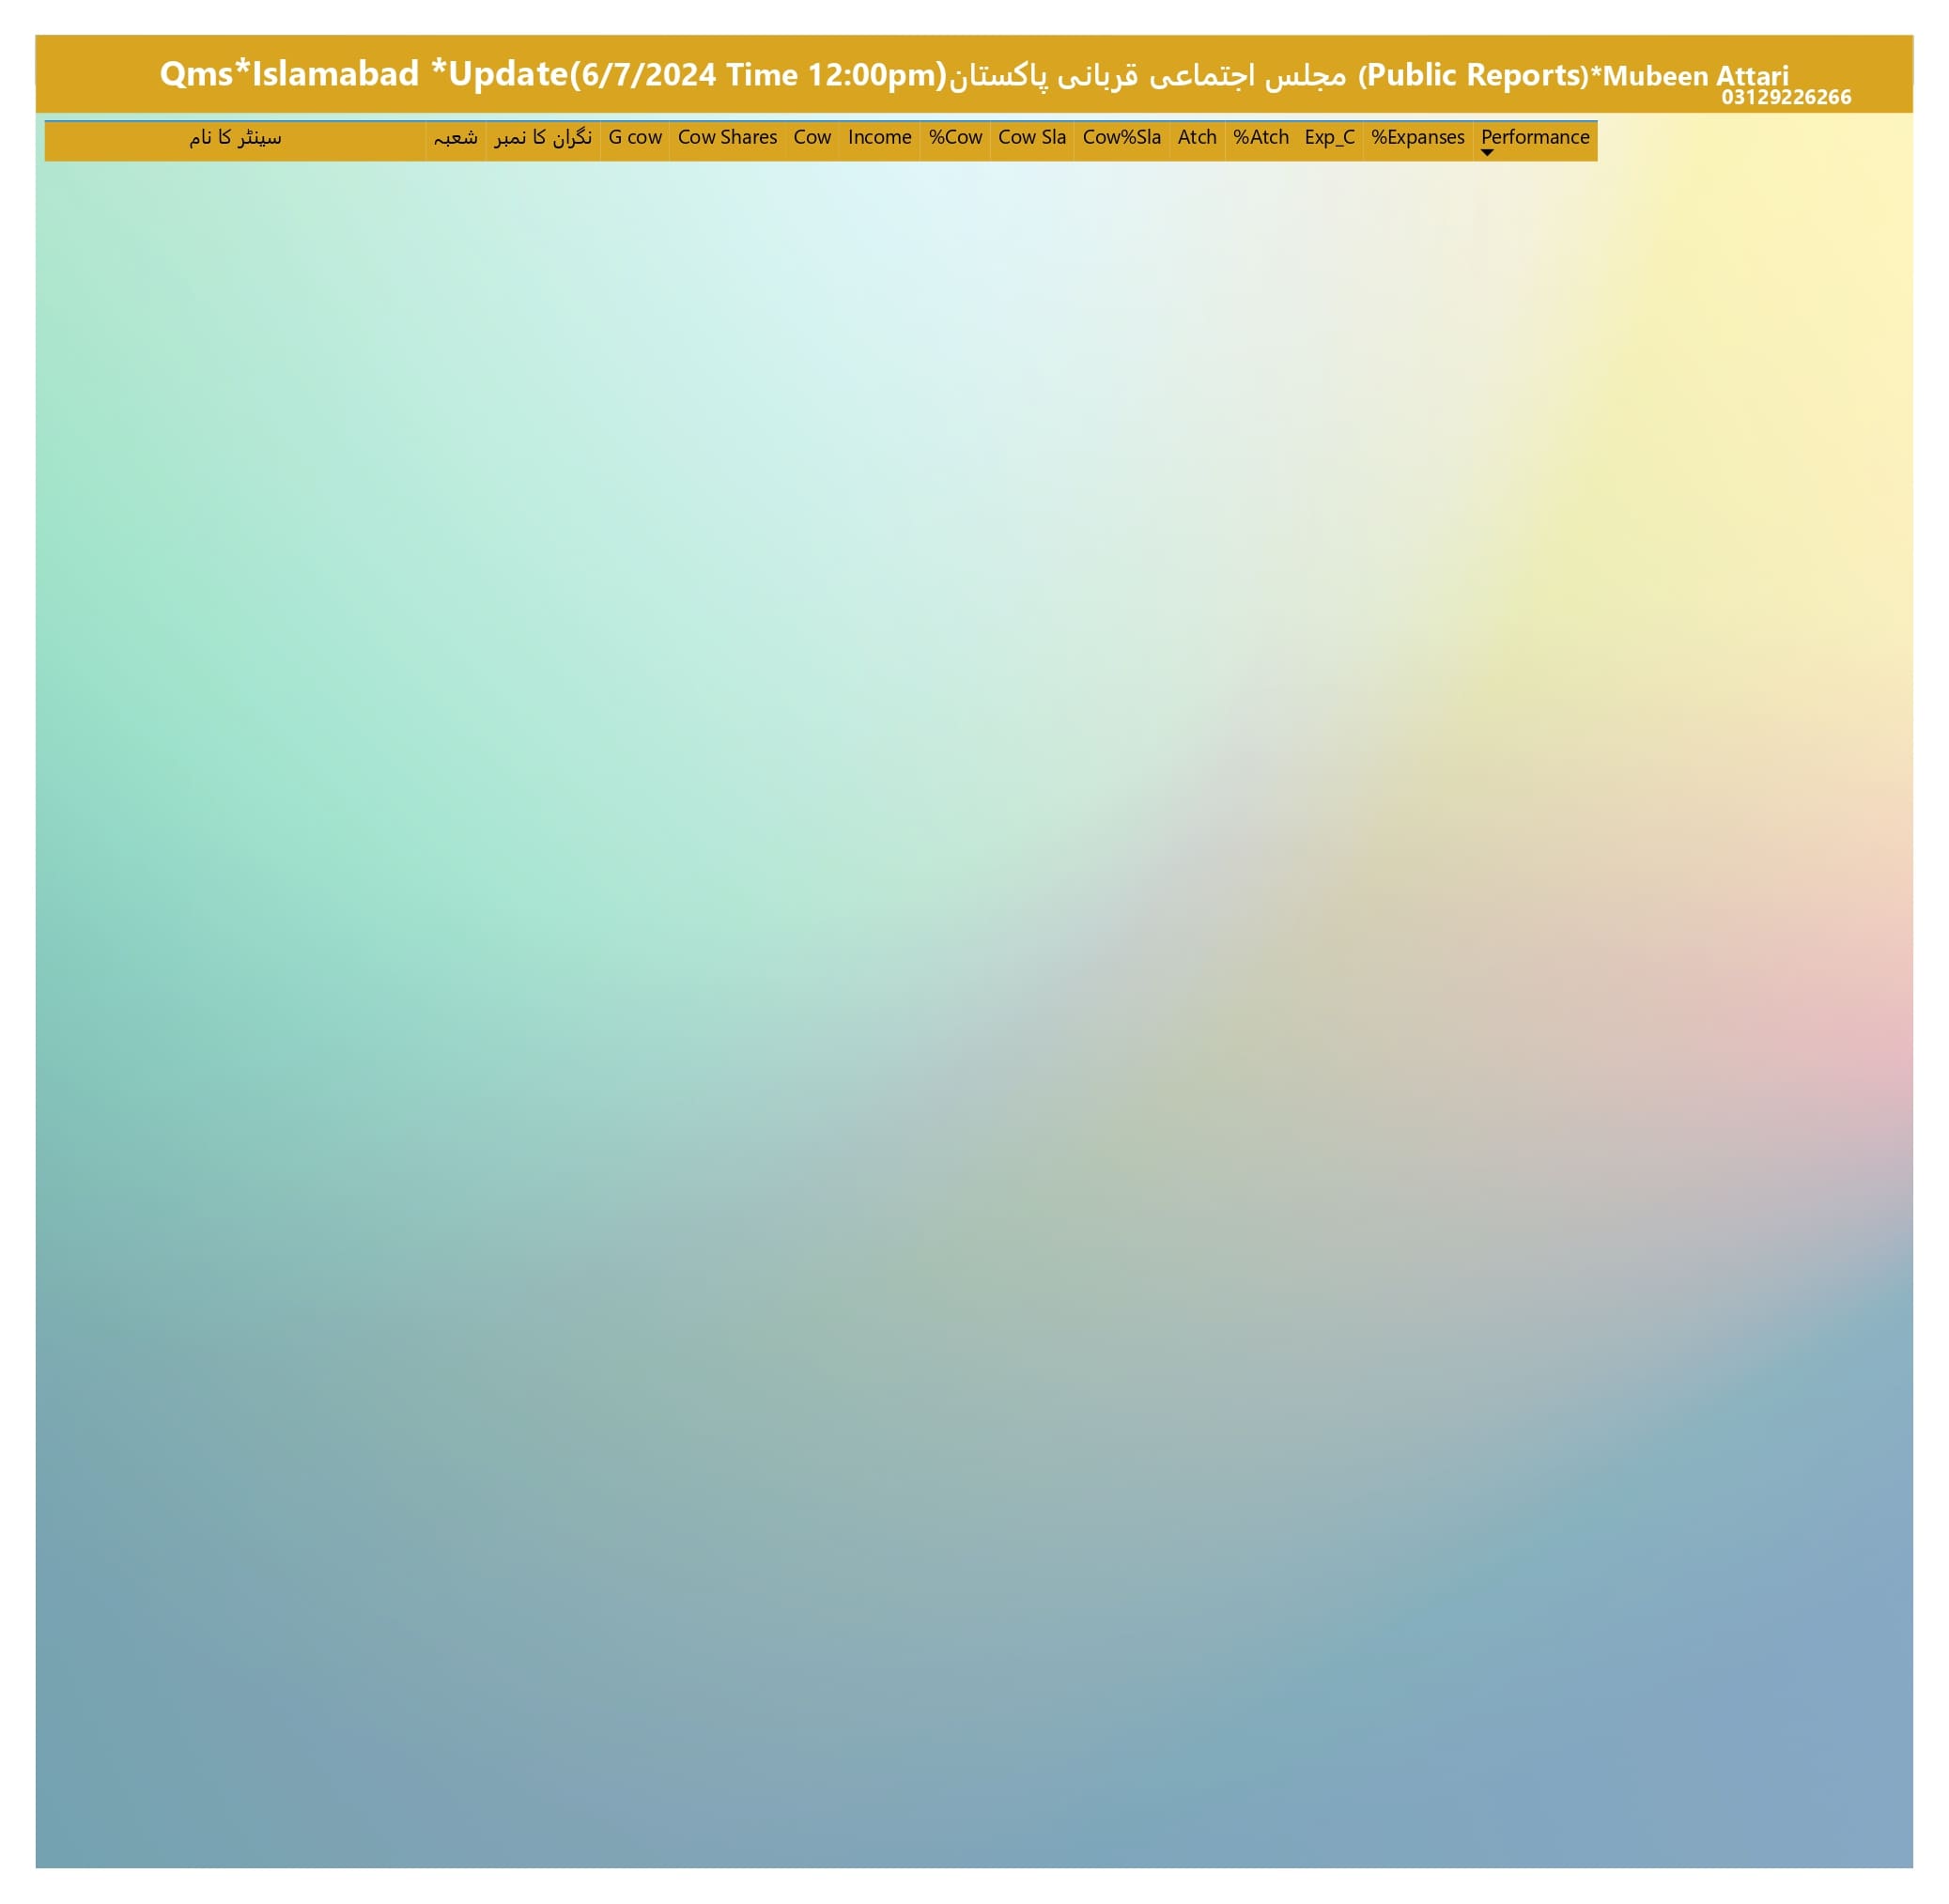 Qms*Islamabad *Update(6/7/2024 Time 12:00pm)مجلس اجتماعی قربانی پاکستان (Public Reports)*Mubeen Attari
03129226266
سینٹر کا نام شعبہ نگران کا نمبر G cow Cow Shares Cow Income %Cow Cow Sla Cow%Sla Atch %Atch Exp_C %Expanses Performance